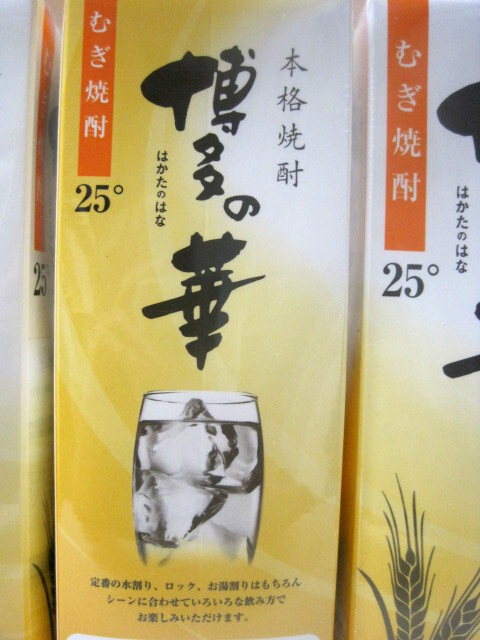 むぎ焼酎
25°
本格焼酎
博多の華
はかたのはな
定番の水割り、ロック、お湯割りはもちろん
シーンに合わせていろいろな飲み方で
お楽しみいただけます。
むぎ焼酎
25°
はかたのはな
25